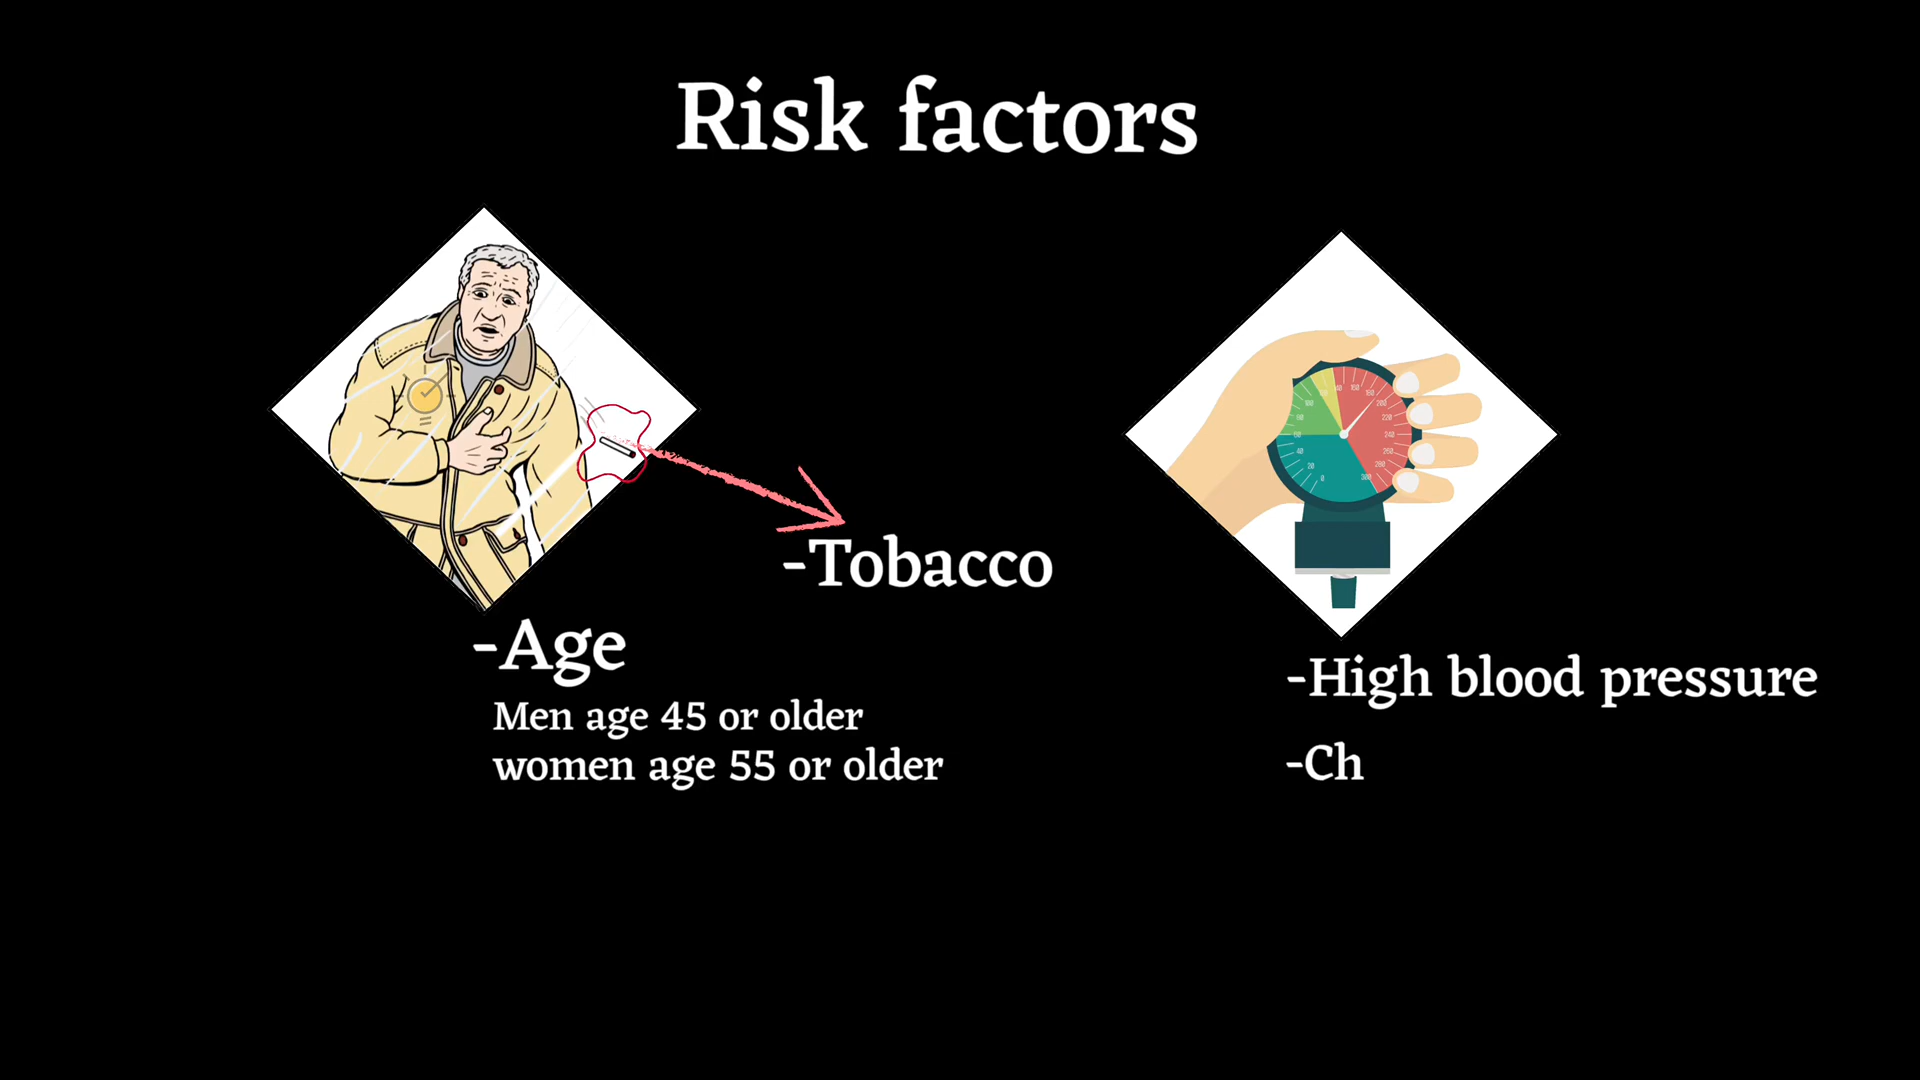 Risk factors
-Tobacco
-Age
Men age 45 or older
women age 55 or older
-High blood pressure
-Ch